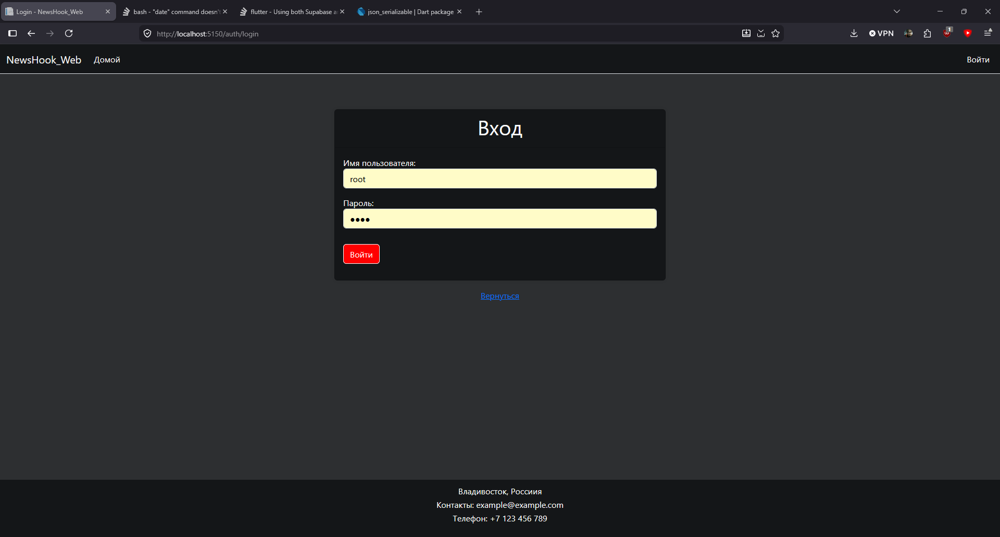 Login - NewsHook_Web
bash - "date" command doesn't
flutter - Using both Supabase a
json_serializable | Dart package
http://localhost:5150/auth/login
VPN
1
NewsHook_Web
Домой
Войти
Вход
Имя пользователя:
root
Пароль:
••••
Войти
Вернуться
Владивосток, Россиия
Контакты: example@example.com
Телефон: +7 123 456 789